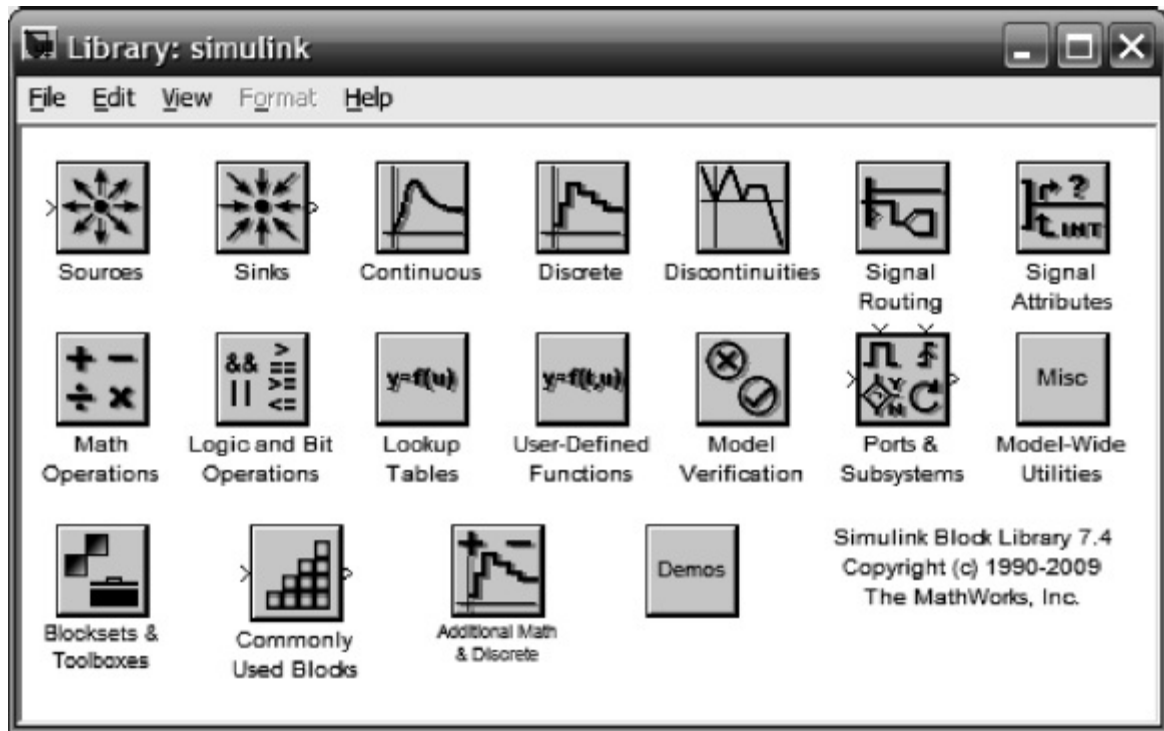 Library: simulink
File Edit View Format Help
Sources
Sinks
Continuous
Discrete
Discontinuities
Signal
Routing
Signal
Attributes
? INT
+ - ÷ ×
Math
Operations
&& || > == >= <=
Logic and Bit
Operations
y=f(u)
Lookup
Tables
y=f(t,u)
User-Defined
Functions
Model
Verification
Y N
Ports &
Subsystems
Misc
Model-Wide
Utilities
Blocksets &
Toolboxes
Commonly
Used Blocks
+ -
Additional Math
& Discrete
Demos
Simulink Block Library 7.4
Copyright (c) 1990-2009
The MathWorks, Inc.